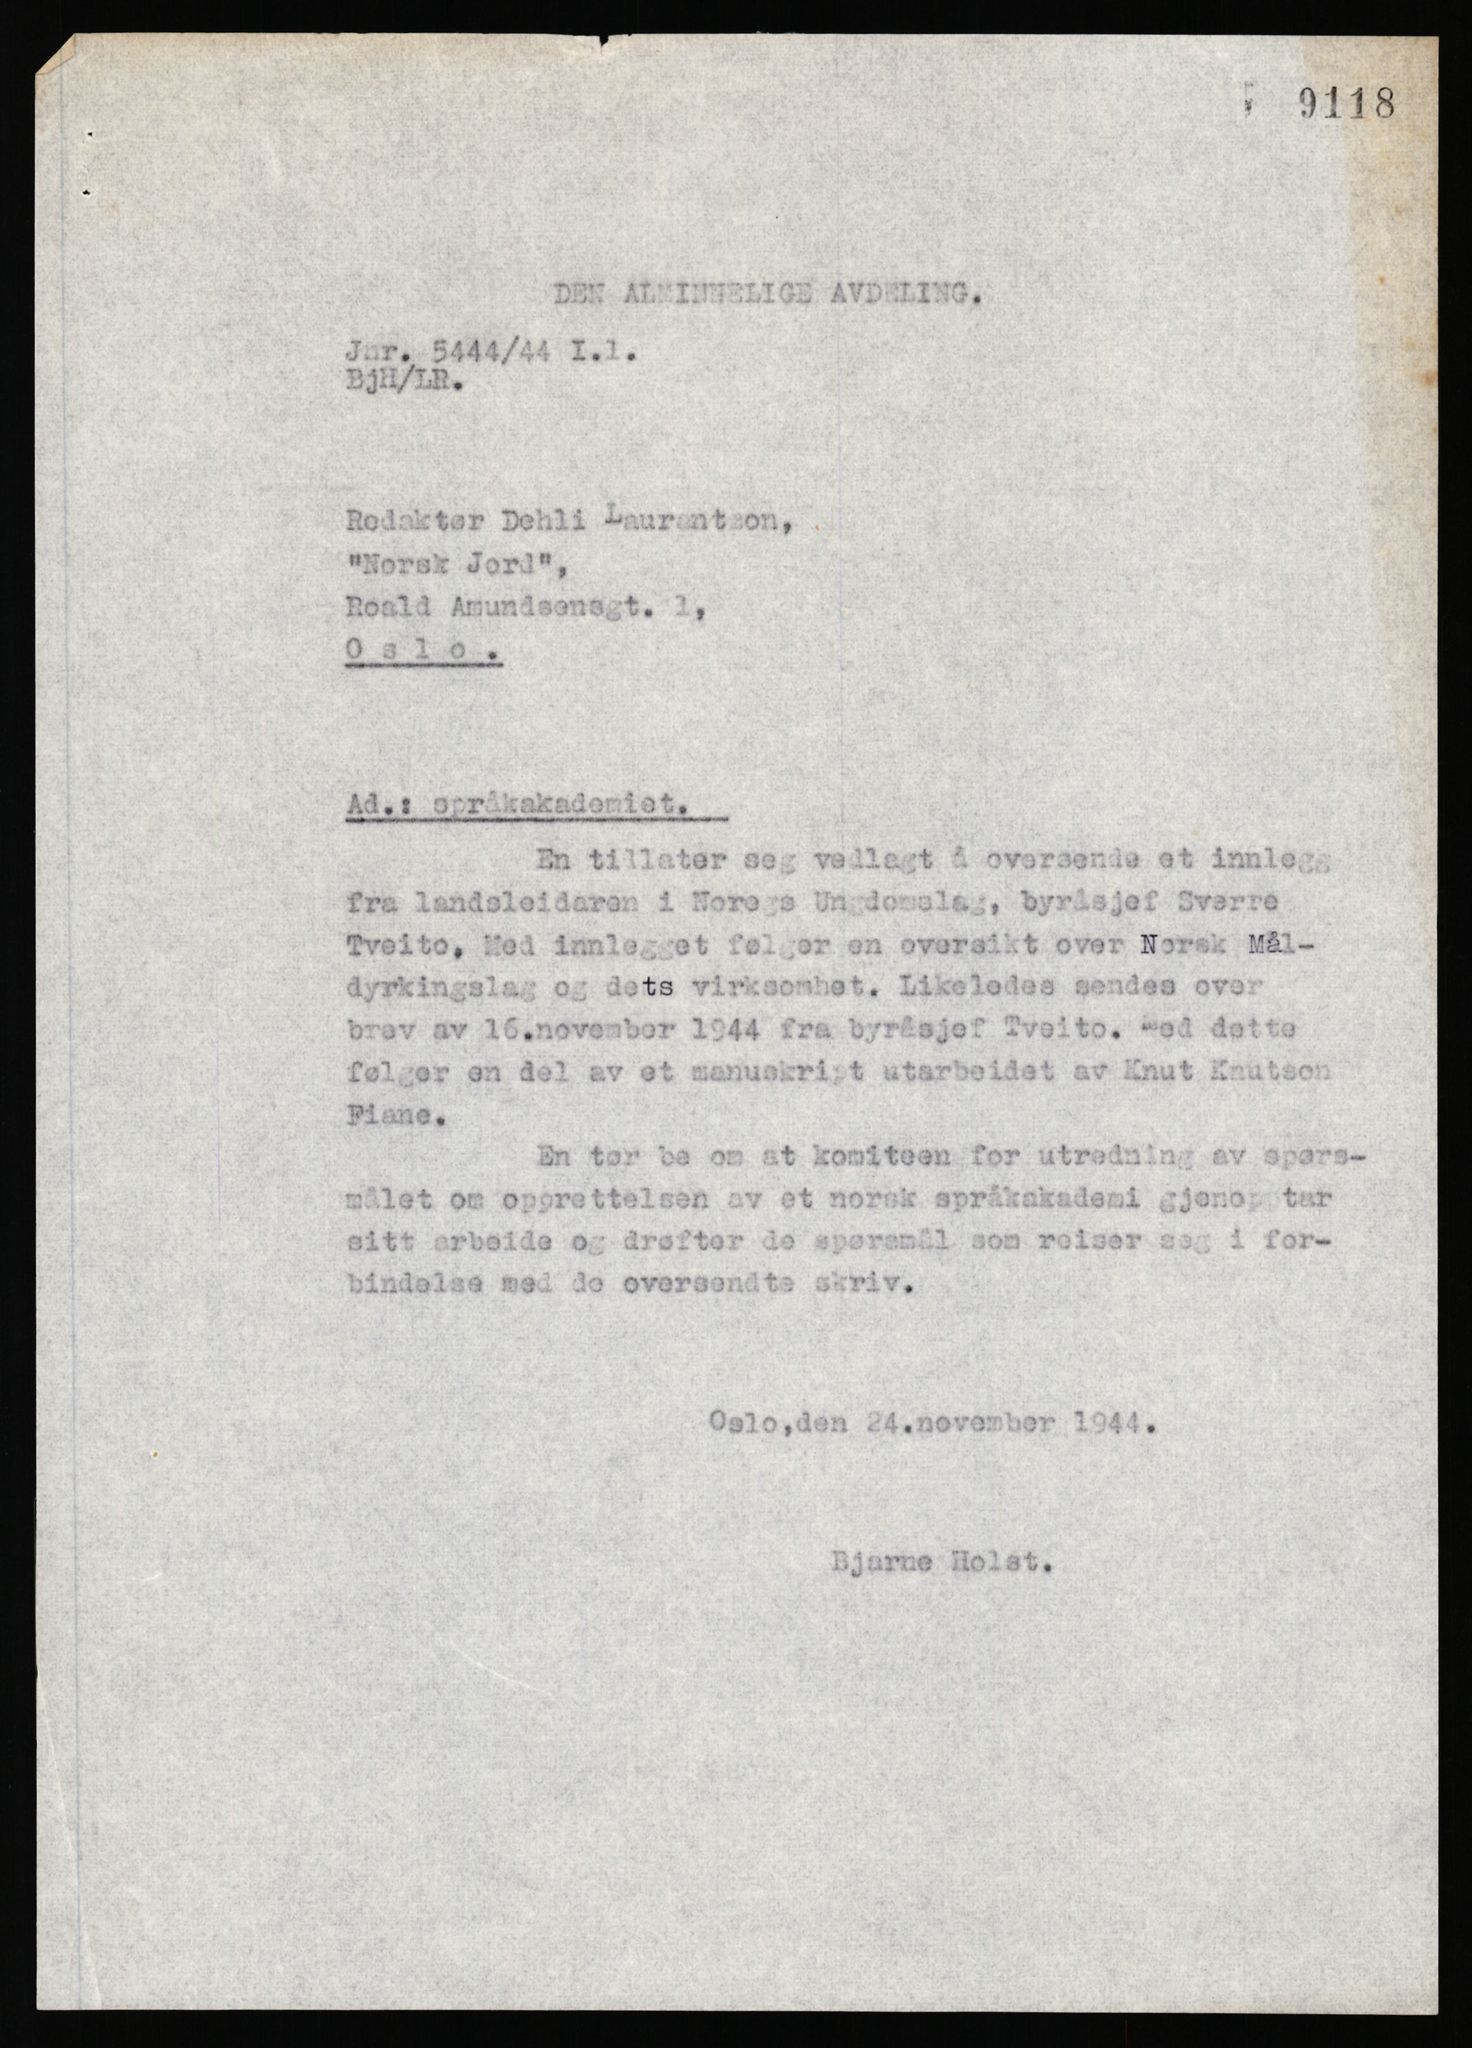 9118
DEN ALMINNELIGE AVDELING.
Jnr. 5444/44 I.1.
BjH/LR.
Redaktør Dehli Laurantzon,
"Norsk Jord",
Roald Amundsensgt. 1,
O s l o .
Ad.: språkakademiet.
En tillater seg vedlagt å oversende et innlegg
fra landsleidaren i Noregs Ungdomslag, byråsjef Sverre
Tveito. Med innlegget følger en oversikt over Norsk Mål-
dyrkingslag og dets virksomhet. Likeledes sendes over
brev av 16.november 1944 fra byråsjef Tveito. Med dette
følger en del av et manuskript utarbeidet av Knut Knutson
Fiane.
En tør be om at komiteen for utredning av spørs-
målet om opprettelsen av et norsk språkakademi gjenopptar
sitt arbeide og drøfter de spørsmål som reiser seg i for-
bindelse med de oversendte skriv.
Oslo,den 24.november 1944.
Bjarne Holst.